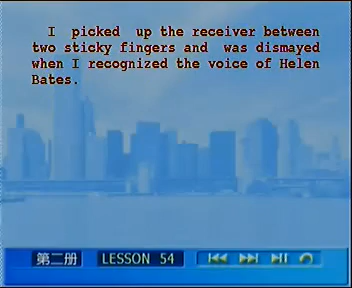 I picked up the receiver between
two sticky fingers and was dismayed
when I recognized the voice of Helen
Bates.
第二册 LESSON 54